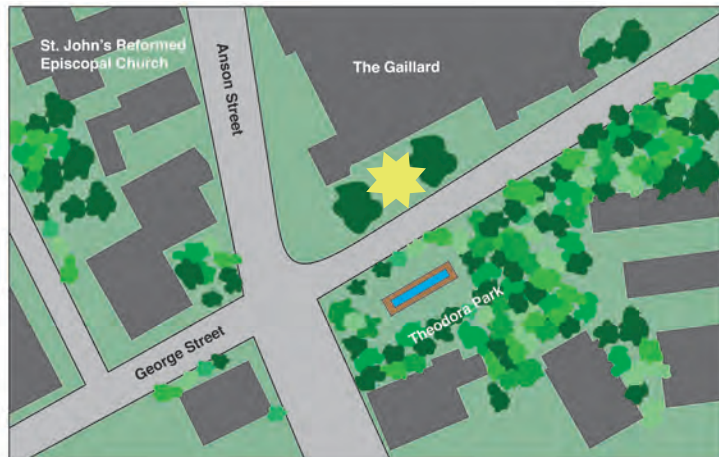 St. John's Reformed
Episcopal Church
Anson Street
The Gaillard
Theodora Park
George Street